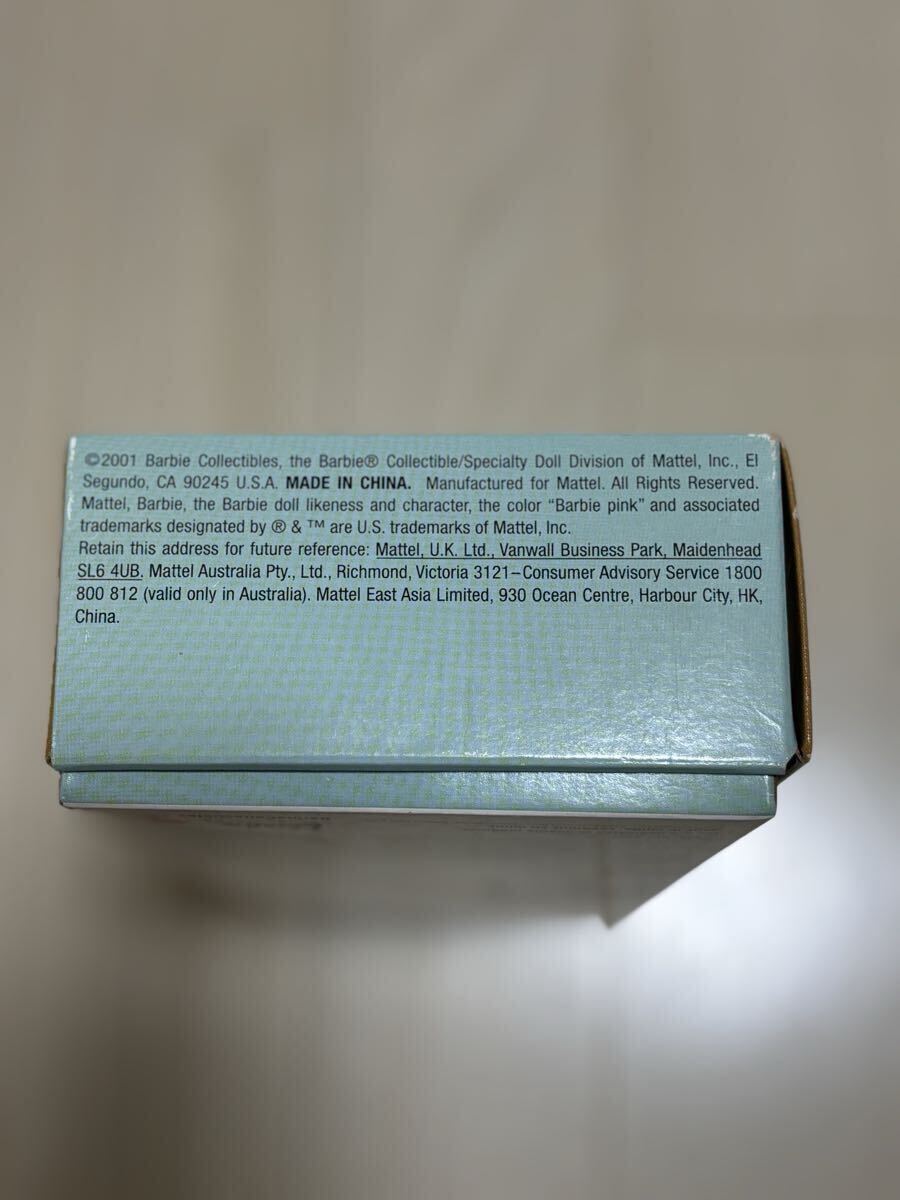 ©2001 Barbie Collectibles, the Barbie® Collectible/Specialty Doll Division of Mattel, Inc., El
Segundo, CA 90245 U.S.A. MADE IN CHINA. Manufactured for Mattel. All Rights Reserved.
Mattel, Barbie, the Barbie doll likeness and character, the color “Barbie pink” and associated
trademarks designated by ® & ™ are U.S. trademarks of Mattel, Inc.
Retain this address for future reference: Mattel, U.K. Ltd., Vanwall Business Park, Maidenhead
SL6 4UB. Mattel Australia Pty., Ltd., Richmond, Victoria 3121–Consumer Advisory Service 1800
800 812 (valid only in Australia). Mattel East Asia Limited, 930 Ocean Centre, Harbour City, HK,
China.